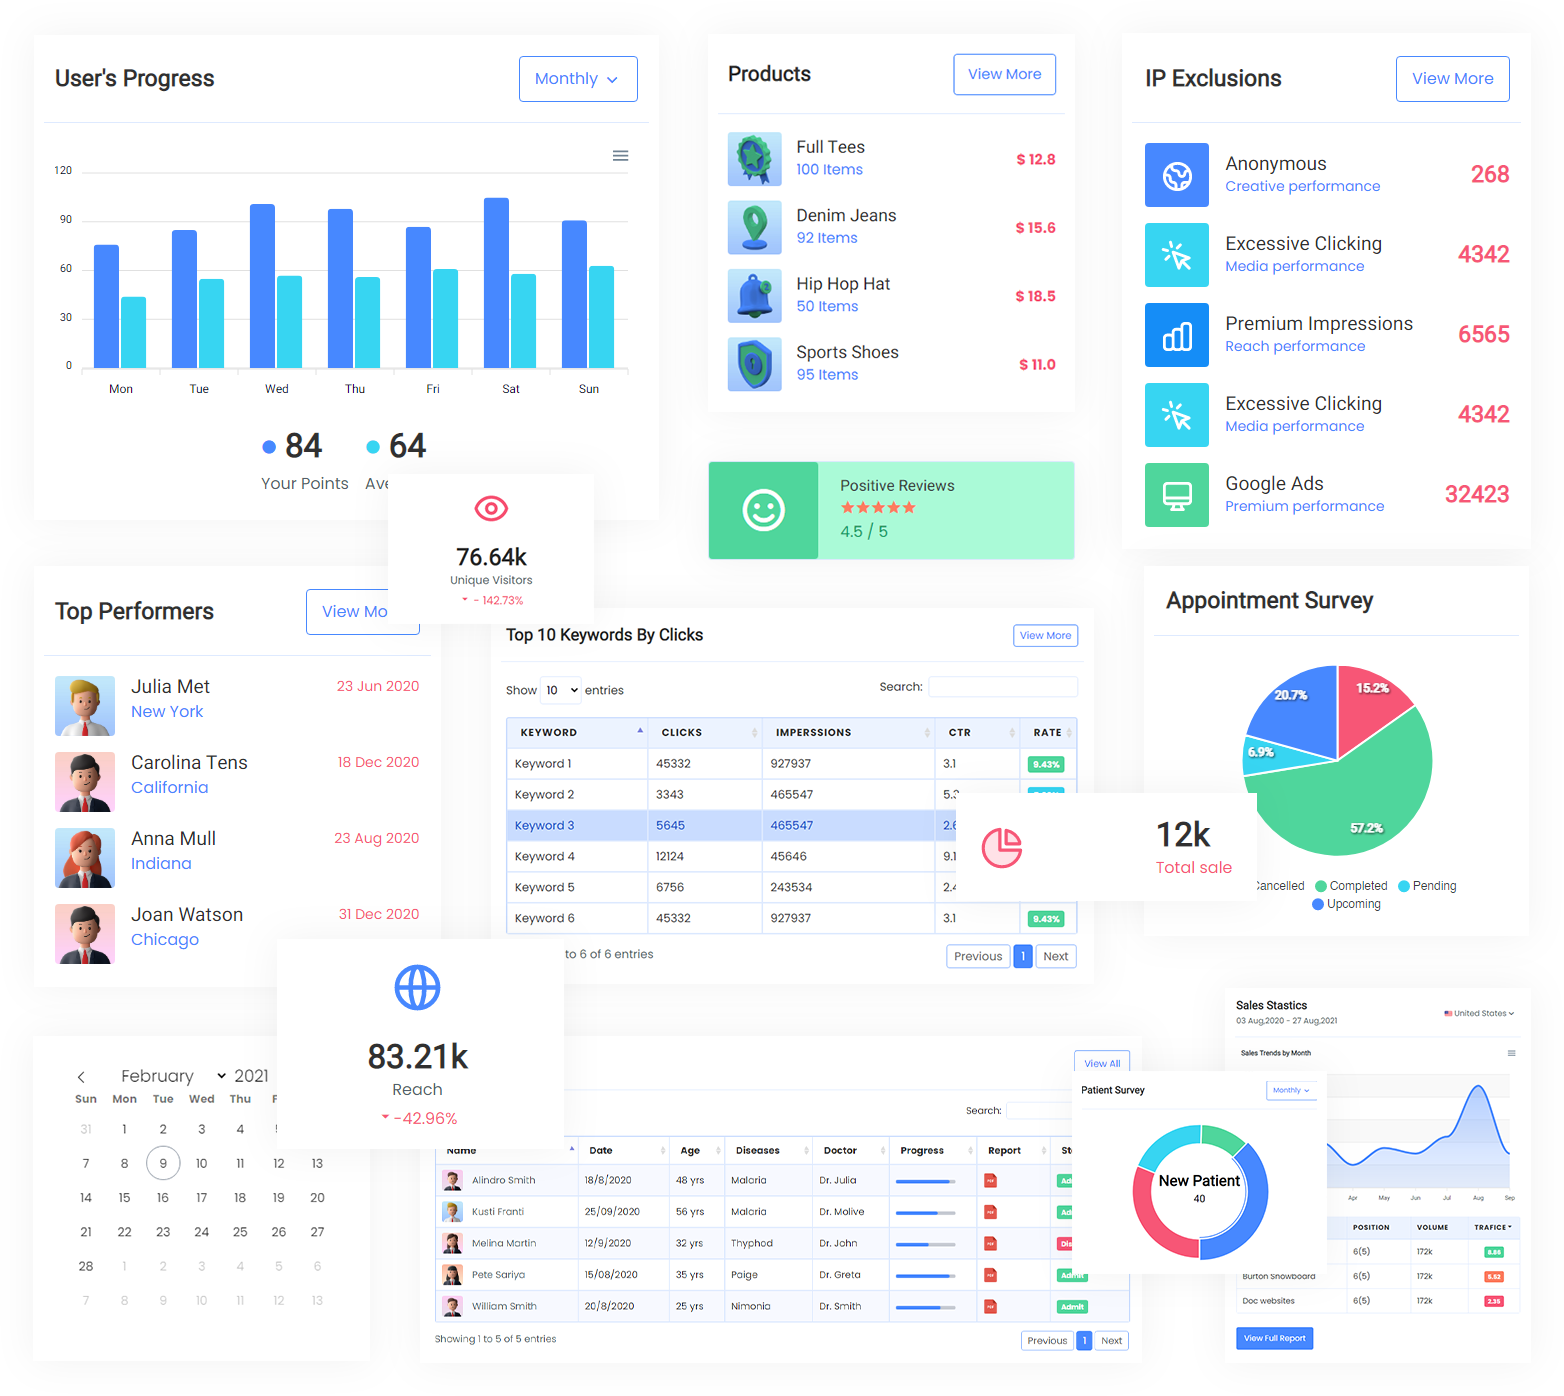 User's Progress
Monthly
120
90
60
30
0
Mon Tue Wed Thu Fri Sat Sun
84 64
Your Points Ave
Products
View More
Full Tees
100 Items
$ 12.8
Denim Jeans
92 Items
$ 15.6
Hip Hop Hat
50 Items
$ 18.5
Sports Shoes
95 Items
$ 11.0
IP Exclusions
View More
Anonymous
Creative performance
268
Excessive Clicking
Media performance
4342
Premium Impressions
Reach performance
6565
Excessive Clicking
Media performance
4342
Google Ads
Premium performance
32423
Positive Reviews
4.5 / 5
76.64k
Unique Visitors
- 142.73%
Top Performers
View Mo
Julia Met
New York
23 Jun 2020
Carolina Tens
California
18 Dec 2020
Anna Mull
Indiana
23 Aug 2020
Joan Watson
Chicago
31 Dec 2020
Top 10 Keywords By Clicks
View More
Show 10 entries
Search:
KEYWORD CLICKS IMPERSSIONS CTR RATE
Keyword 1 45332 927937 3.1 9.43%
Keyword 2 3343 465547 5.
Keyword 3 5645 465547 2.6
Keyword 4 12124 45646 9.1
Keyword 5 6756 243534 2.4
Keyword 6 45332 927937 3.1 9.43%
to 6 of 6 entries
Previous 1 Next
Appointment Survey
20.7%
15.2%
6.9%
57.2%
Cancelled Completed Pending
Upcoming
12k
Total sale
83.21k
Reach
-42.96%
February 2021
Sun Mon Tue Wed Thu F
31 1 2 3 4
7 8 9 10 11 12 13
14 15 16 17 18 19 20
21 22 23 24 25 26 27
28 1 2 3 4 5 6
7 8 9 10 11 12 13
View All
Search:
Name Date Age Diseases Doctor Progress Report St
Alindro Smith 18/8/2020 48 yrs Malaria Dr. Julia PDF Ad
Kusti Franti 25/09/2020 56 yrs Malaria Dr. Molive PDF Ad
Melina Martin 12/9/2020 32 yrs Thyphod Dr. John PDF Dis
Pete Sariya 15/08/2020 35 yrs Paige Dr. Greta PDF Admit
William Smith 20/8/2020 25 yrs Nimonia Dr. Smith PDF Admit
Showing 1 to 5 of 5 entries
Previous 1 Next
Patient Survey
Monthly
New Patient
40
Sales Stastics
03 Aug,2020 - 27 Aug,2021
United States
Sales Trends by Month
Apr May Jun Jul Aug Sep
POSITION VOLUME TRAFICE
6(5) 172k
Burton Snowboard 6(5) 172k 5.52
Doc websites 6(5) 172k 2.35
View Full Report